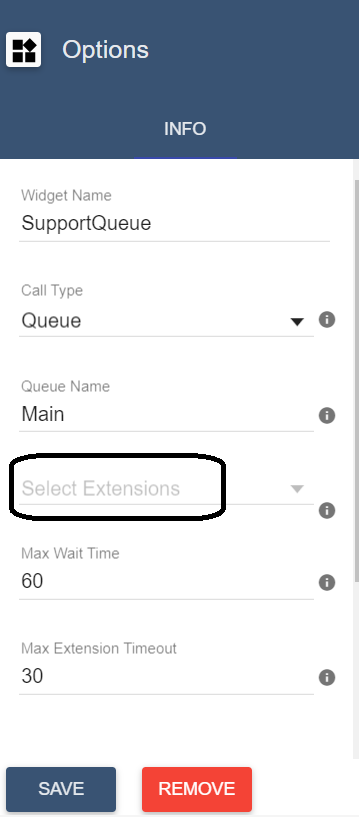 Options
INFO
Widget Name
SupportQueue
Call Type
Queue
Queue Name
Main
Select Extensions
Max Wait Time
60
Max Extension Timeout
30
SAVE REMOVE